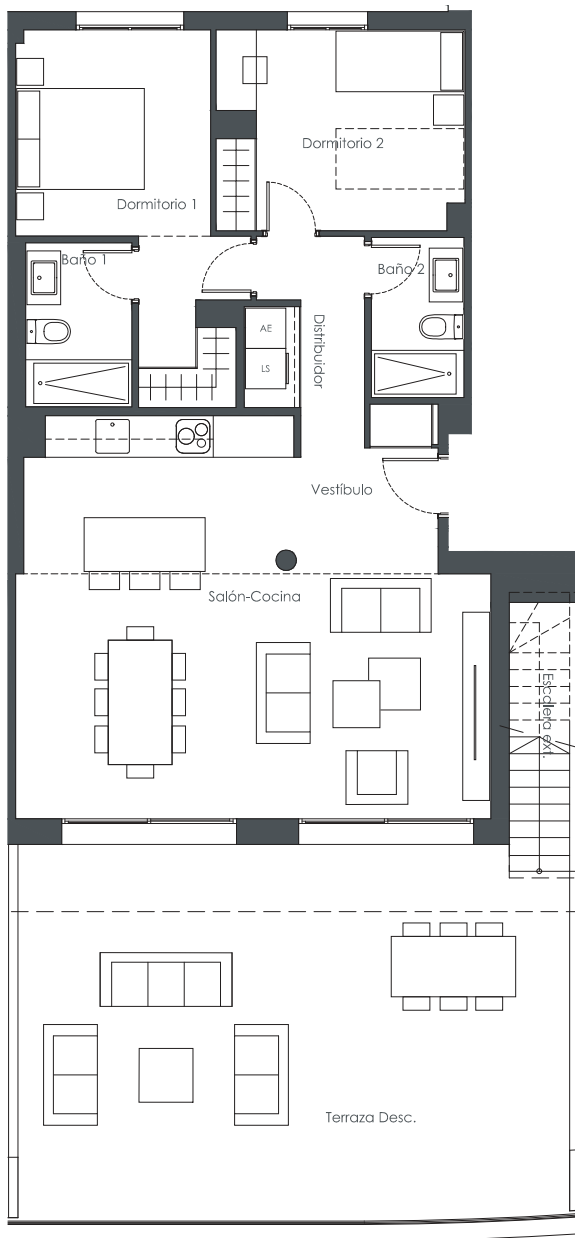 Dormitorio 2
Dormitorio 1
Baño 1
Baño 2
AE
LS
Distribuidor
Vestíbulo
Salón-Cocina
Escalera ext.
Terraza Desc.